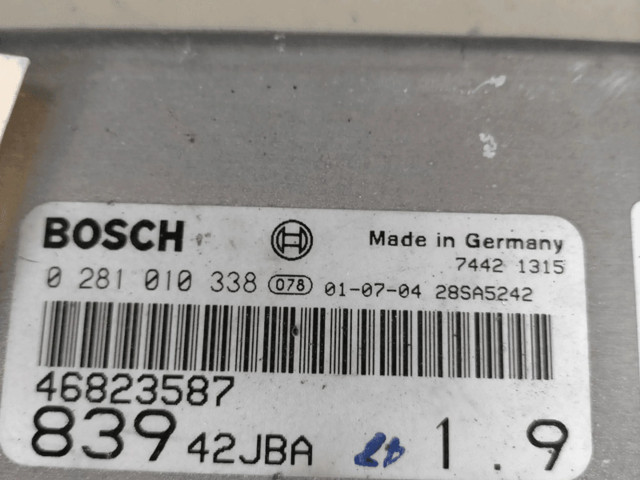 BOSCH Made in Germany
7442 1315
0 281 010 338 078 01-07-04 28SA5242
46823587
839 42JBA 1.9